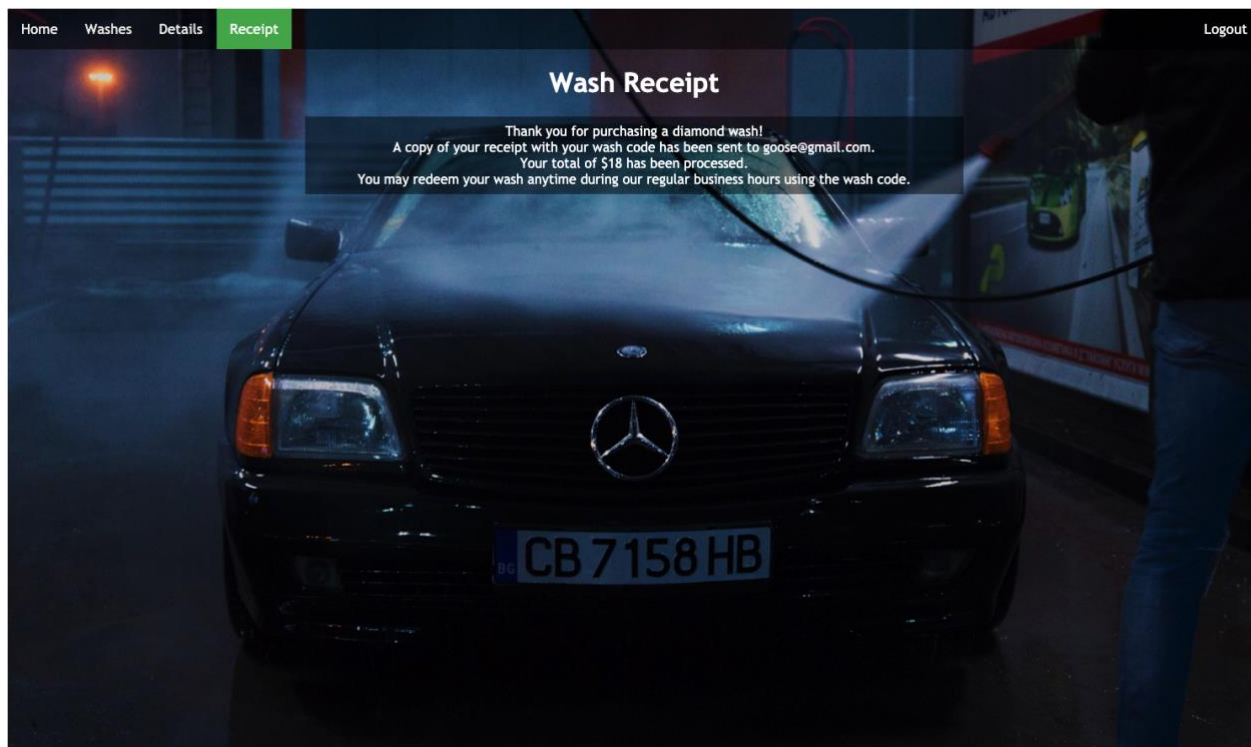 Home Washes Details Receipt Logout
Wash Receipt
Thank you for purchasing a diamond wash!
A copy of your receipt with your wash code has been sent to goose@gmail.com.
Your total of $18 has been processed.
You may redeem your wash anytime during our regular business hours using the wash code.
BG CB 7158 HB